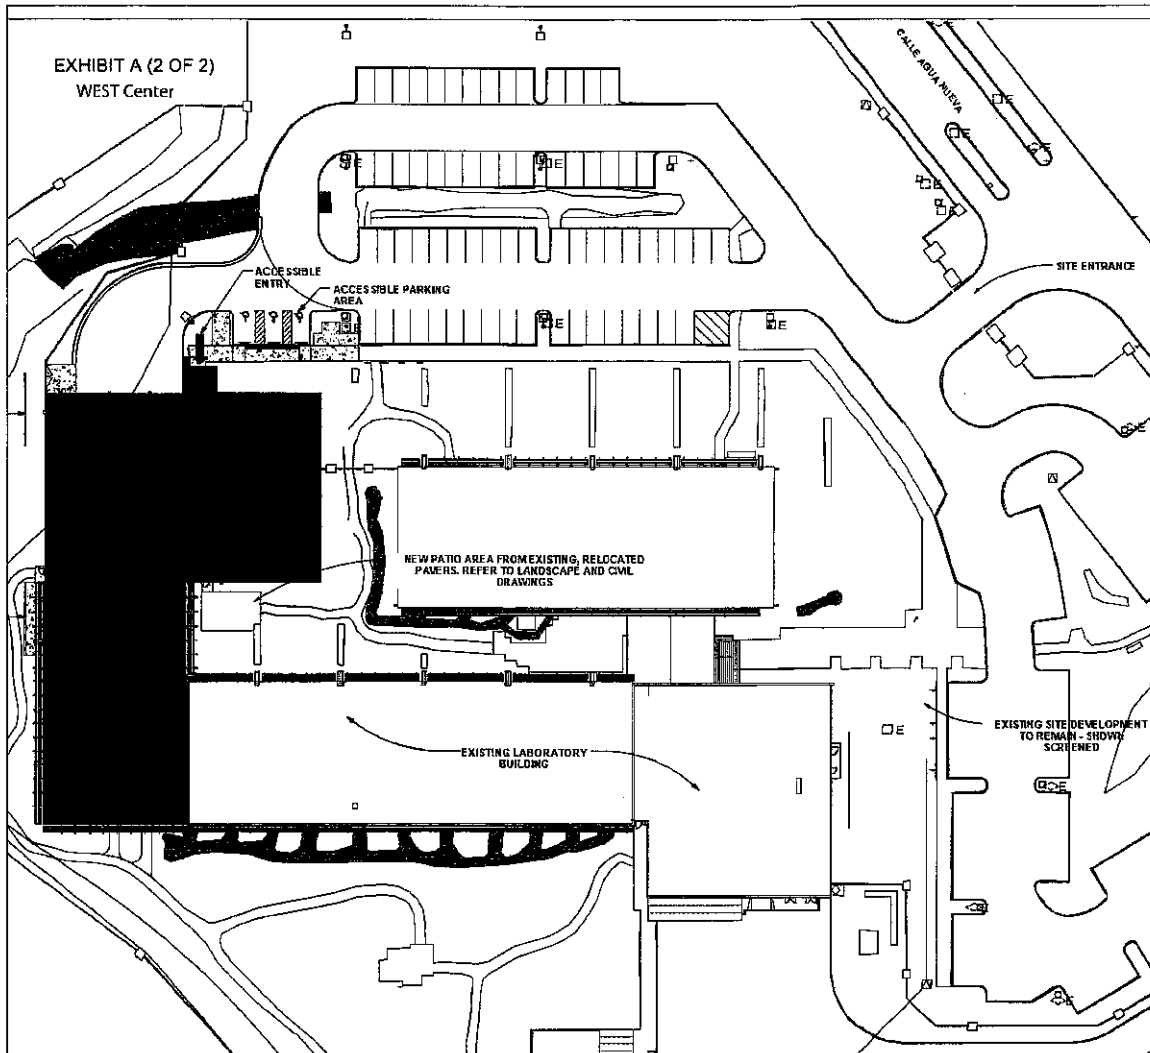 EXHIBIT A (2 OF 2)
WEST Center
CALLE AGUA NUEVA
E
E
E
E
E
SITE ENTRANCE
ACCESSIBLE
ENTRY
ACCESSIBLE PARKING
AREA
E
E
E
E
E
E
NEW PATIO AREA FROM EXISTING, RELOCATED
PAVERS. REFER TO LANDSCAPE AND CIVIL
DRAWINGS
EXISTING LABORATORY
BUILDING
E
EXISTING SITE DEVELOPMENT
TO REMAIN - SHOWN
SCREENED
E
E
E